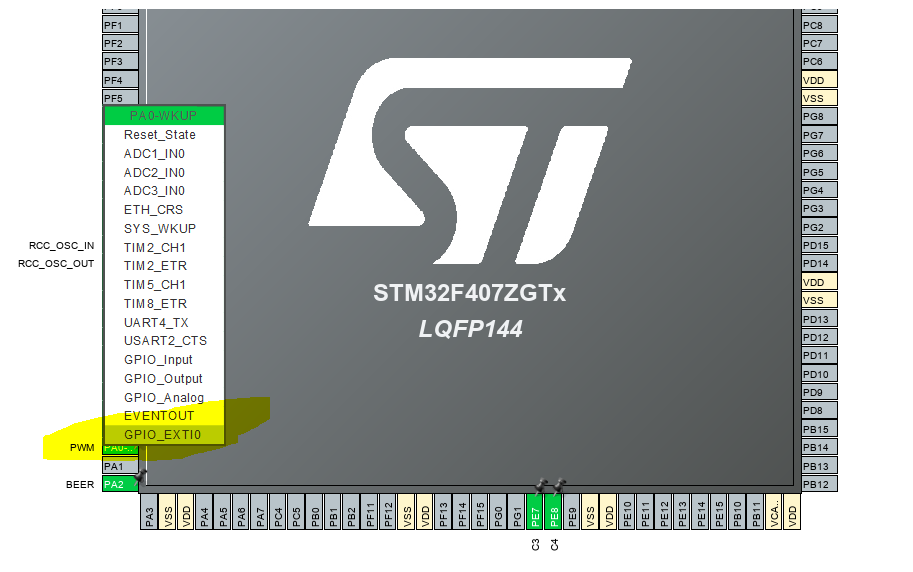 PF1
PF2
PF3
PF4
PF5
PA0-WKUP
Reset_State
ADC1_IN0
ADC2_IN0
ADC3_IN0
ETH_CRS
SYS_WKUP
TIM2_CH1
TIM2_ETR
TIM5_CH1
TIM8_ETR
UART4_TX
USART2_CTS
GPIO_Input
GPIO_Output
GPIO_Analog
EVENTOUT
GPIO_EXTI0
RCC_OSC_IN
RCC_OSC_OUT
PWM
PA0-..
PA1
BEER
PA2
ST
STM32F407ZGTx
LQFP144
PC8
PC7
PC6
VDD
VSS
PG8
PG7
PG6
PG5
PG4
PG3
PG2
PD15
PD14
VDD
VSS
PD13
PD12
PD11
PD10
PD9
PD8
PB15
PB14
PB13
PB12
PA3
VSS
VDD
PA4
PA5
PA6
PA7
PC4
PC5
PB0
PB1
PB2
PF11
PF12
VSS
VDD
PF13
PF14
PF15
PG0
PG1
PE7
PE8
PE9
VSS
VDD
PE10
PE11
PE12
PE13
PE14
PE15
PB10
PB11
VCA..
VDD
C3
C4